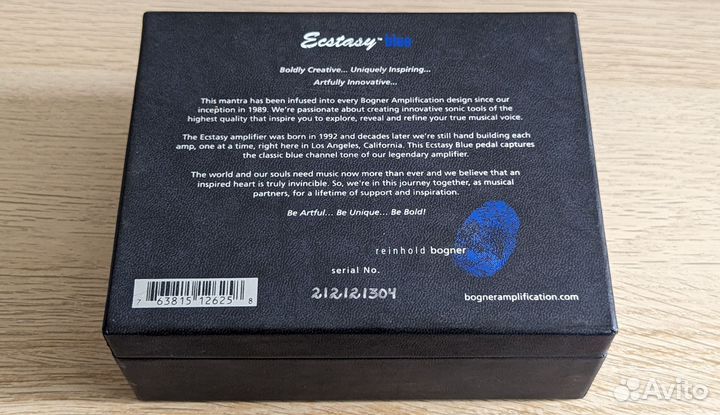 Ecstasy™ blue
Boldly Creative... Uniquely Inspiring...
Artfully Innovative...
This mantra has been infused into every Bogner Amplification design since our
inception in 1989. We're passionate about creating innovative sonic tools of the
highest quality that inspire you to explore, reveal and refine your true musical voice.
The Ecstasy amplifier was born in 1992 and decades later we're still hand building each
amp, one at a time, right here in Los Angeles, California. This Ecstasy Blue pedal captures
the classic blue channel tone of our legendary amplifier.
The world and our souls need music now more than ever and we believe that an
inspired heart is truly invincible. So, we're in this journey together, as musical
partners, for a lifetime of support and inspiration.
Be Artful... Be Unique... Be Bold!
reinhold bogner
serial No.
212121304
7 63815 12625 8
bogneramplification.com
Avito